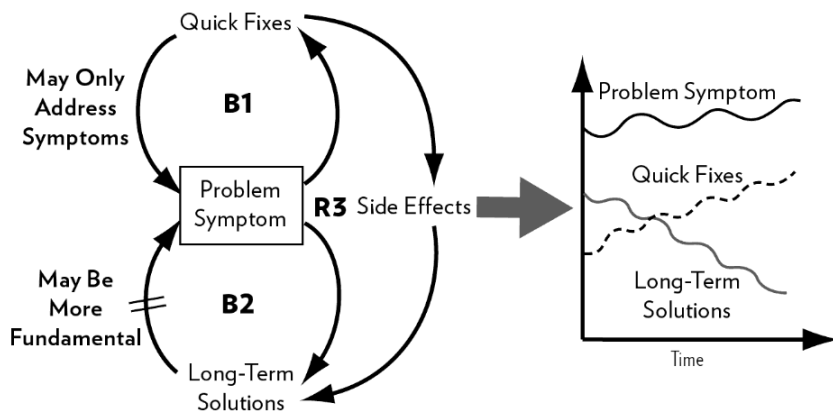 Quick Fixes
May Only
Address
Symptoms
B1
Problem
Symptom
R3
Side Effects
May Be
More
Fundamental
B2
Long-Term
Solutions
Problem Symptom
Quick Fixes
Long-Term
Solutions
Time